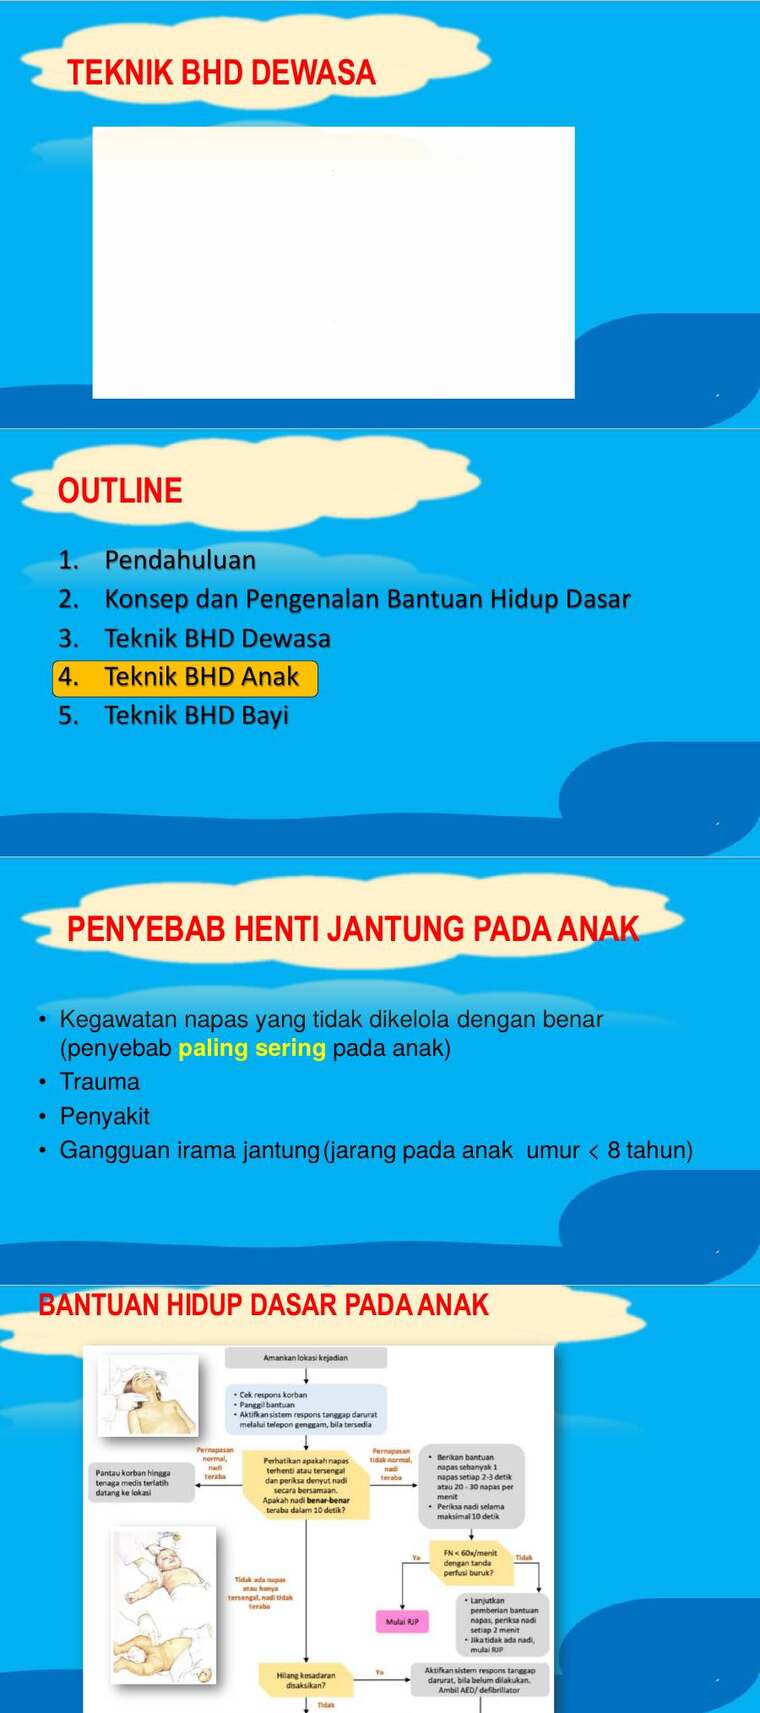 TEKNIK BHD DEWASA
OUTLINE
1. Pendahuluan
2. Konsep dan Pengenalan Bantuan Hidup Dasar
3. Teknik BHD Dewasa
4. Teknik BHD Anak
5. Teknik BHD Bayi
PENYEBAB HENTI JANTUNG PADA ANAK
• Kegawatan napas yang tidak dikelola dengan benar
(penyebab paling sering pada anak)
• Trauma
• Penyakit
• Gangguan irama jantung (jarang pada anak umur < 8 tahun)
BANTUAN HIDUP DASAR PADA ANAK
Amankan lokasi kejadian
• Cek respons korban
• Panggil bantuan
• Aktifkan sistem respons tanggap darurat
melalui telepon genggam, bila tersedia
Pernapasan
normal,
nadi
teraba
Pantau korban hingga
tenaga medis terlatih
datang ke lokasi
Perhatikan apakah napas
terhenti atau tersengal
dan periksa denyut nadi
secara bersamaan.
Apakah nadi benar-benar
teraba dalam 10 detik?
Pernapasan
tidak normal,
nadi
teraba
• Berikan bantuan
napas sebanyak 1
napas setiap 2-3 detik
atau 20 - 30 napas per
menit
• Periksa nadi selama
maksimal 10 detik
Ya
FN < 60x/menit
dengan tanda
perfusi buruk?
Tidak
Mulai RJP
• Lanjutkan
pemberian bantuan
napas, periksa nadi
setiap 2 menit
• Jika tidak ada nadi,
mulai RJP
Tidak ada napas
atau hanya
tersengal, nadi tidak
teraba
Hilang kesadaran
disaksikan?
Ya
Aktifkan sistem respons tanggap
darurat, bila belum dilakukan.
Ambil AED/ defibrillator
Tidak